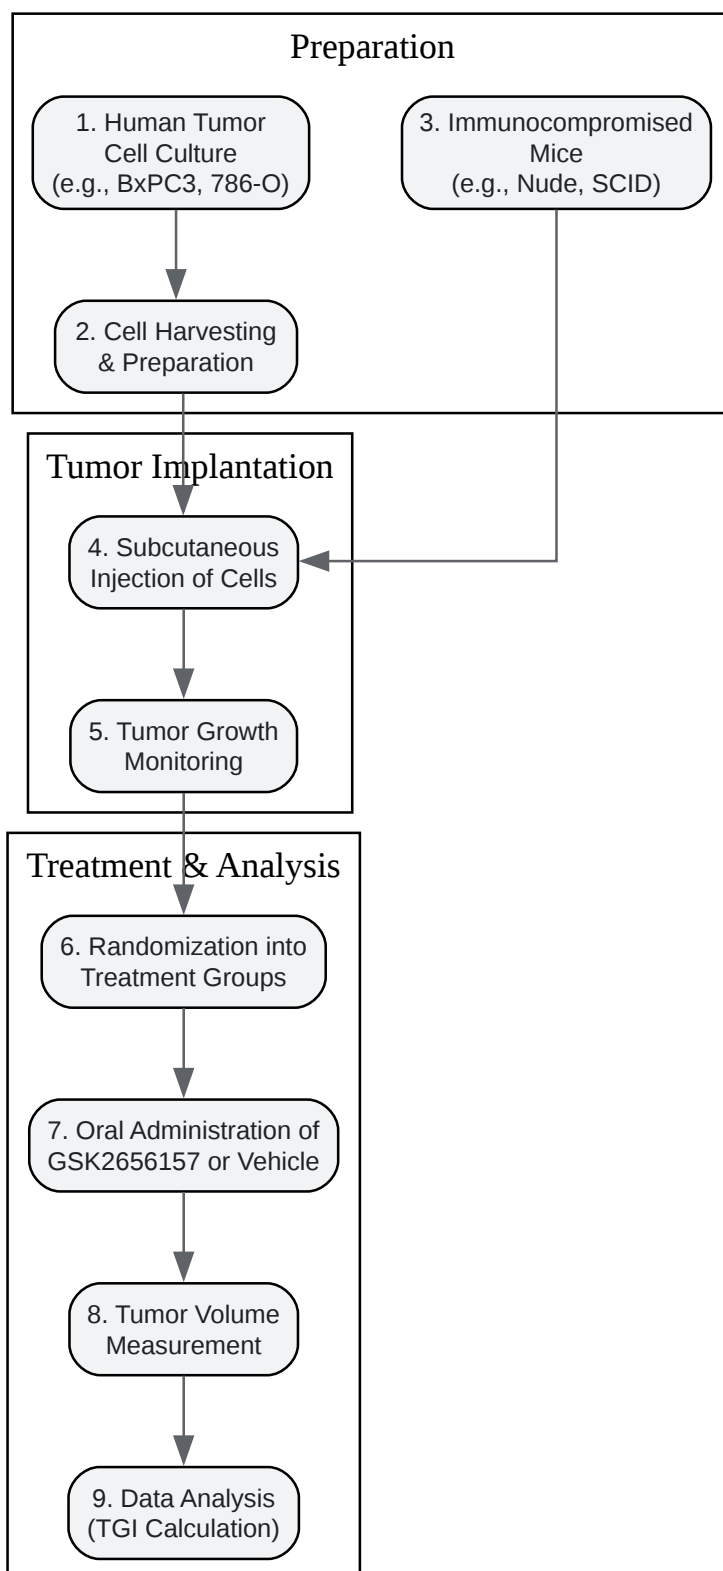 Preparation
1. Human Tumor
Cell Culture
(e.g., BxPC3, 786-O)
3. Immunocompromised
Mice
(e.g., Nude, SCID)
2. Cell Harvesting
& Preparation
Tumor Implantation
4. Subcutaneous
Injection of Cells
5. Tumor Growth
Monitoring
Treatment & Analysis
6. Randomization into
Treatment Groups
7. Oral Administration of
GSK2656157 or Vehicle
8. Tumor Volume
Measurement
9. Data Analysis
(TGI Calculation)